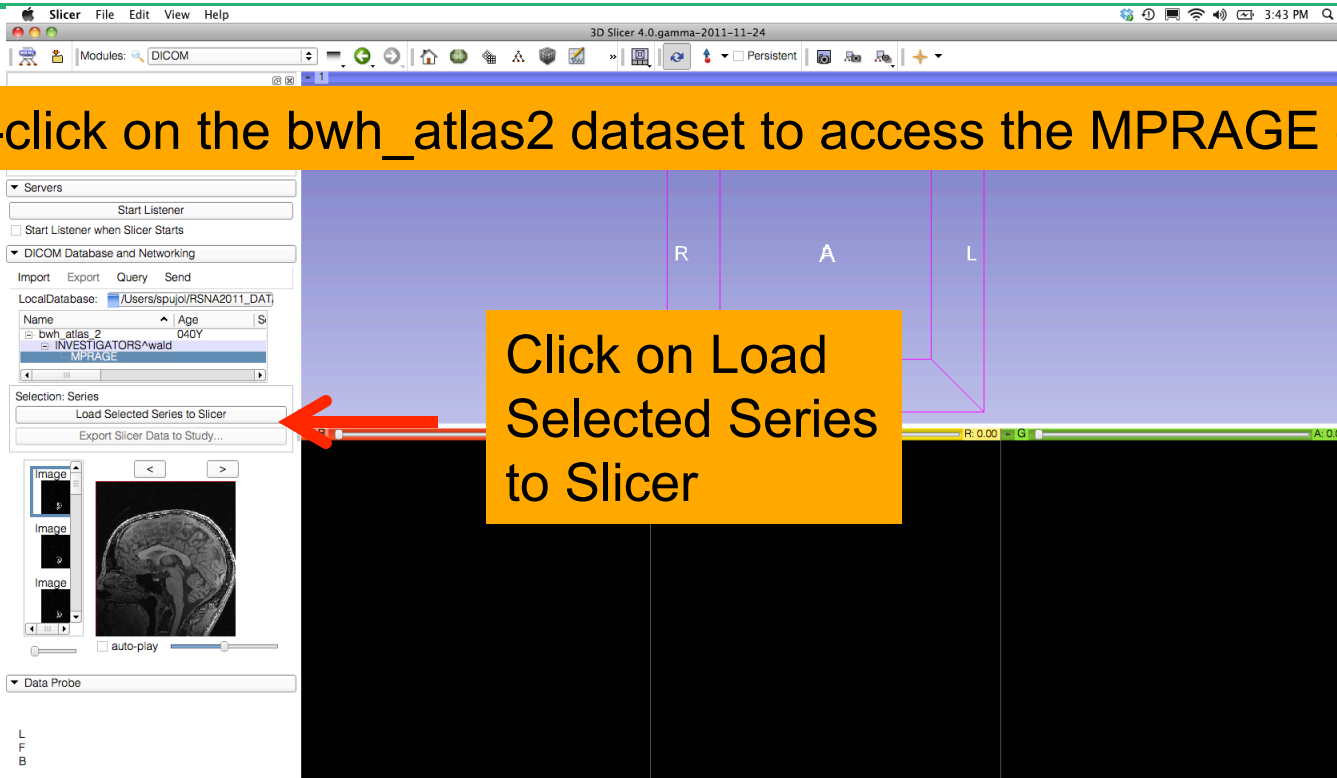 Slicer File Edit View Help 3:43 PM
3D Slicer 4.0.gamma-2011-11-24
Modules: DICOM » Persistent
1
-click on the bwh_atlas2 dataset to access the MPRAGE
Servers
Start Listener
Start Listener when Slicer Starts
DICOM Database and Networking
Import Export Query Send
LocalDatabase: /Users/spujol/RSNA2011_DATA
Name Age
bwh_atlas_2 040Y
INVESTIGATORS^wald
MPRAGE
Selection: Series
Load Selected Series to Slicer
Export Slicer Data to Study...
R A L
Click on Load
Selected Series
to Slicer
R: 0.00 G A: 0.0
Image
< >
Image
Image
auto-play
Data Probe
L
F
B